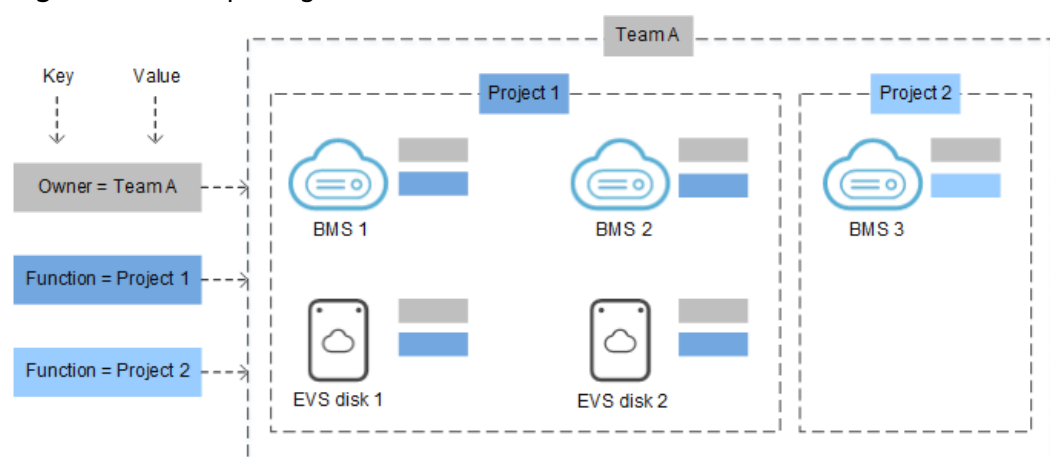 Team A
Key Value
Project 1
Project 2
Owner = Team A
BMS 1
BMS 2
BMS 3
Function = Project 1
Function = Project 2
EVS disk 1
EVS disk 2